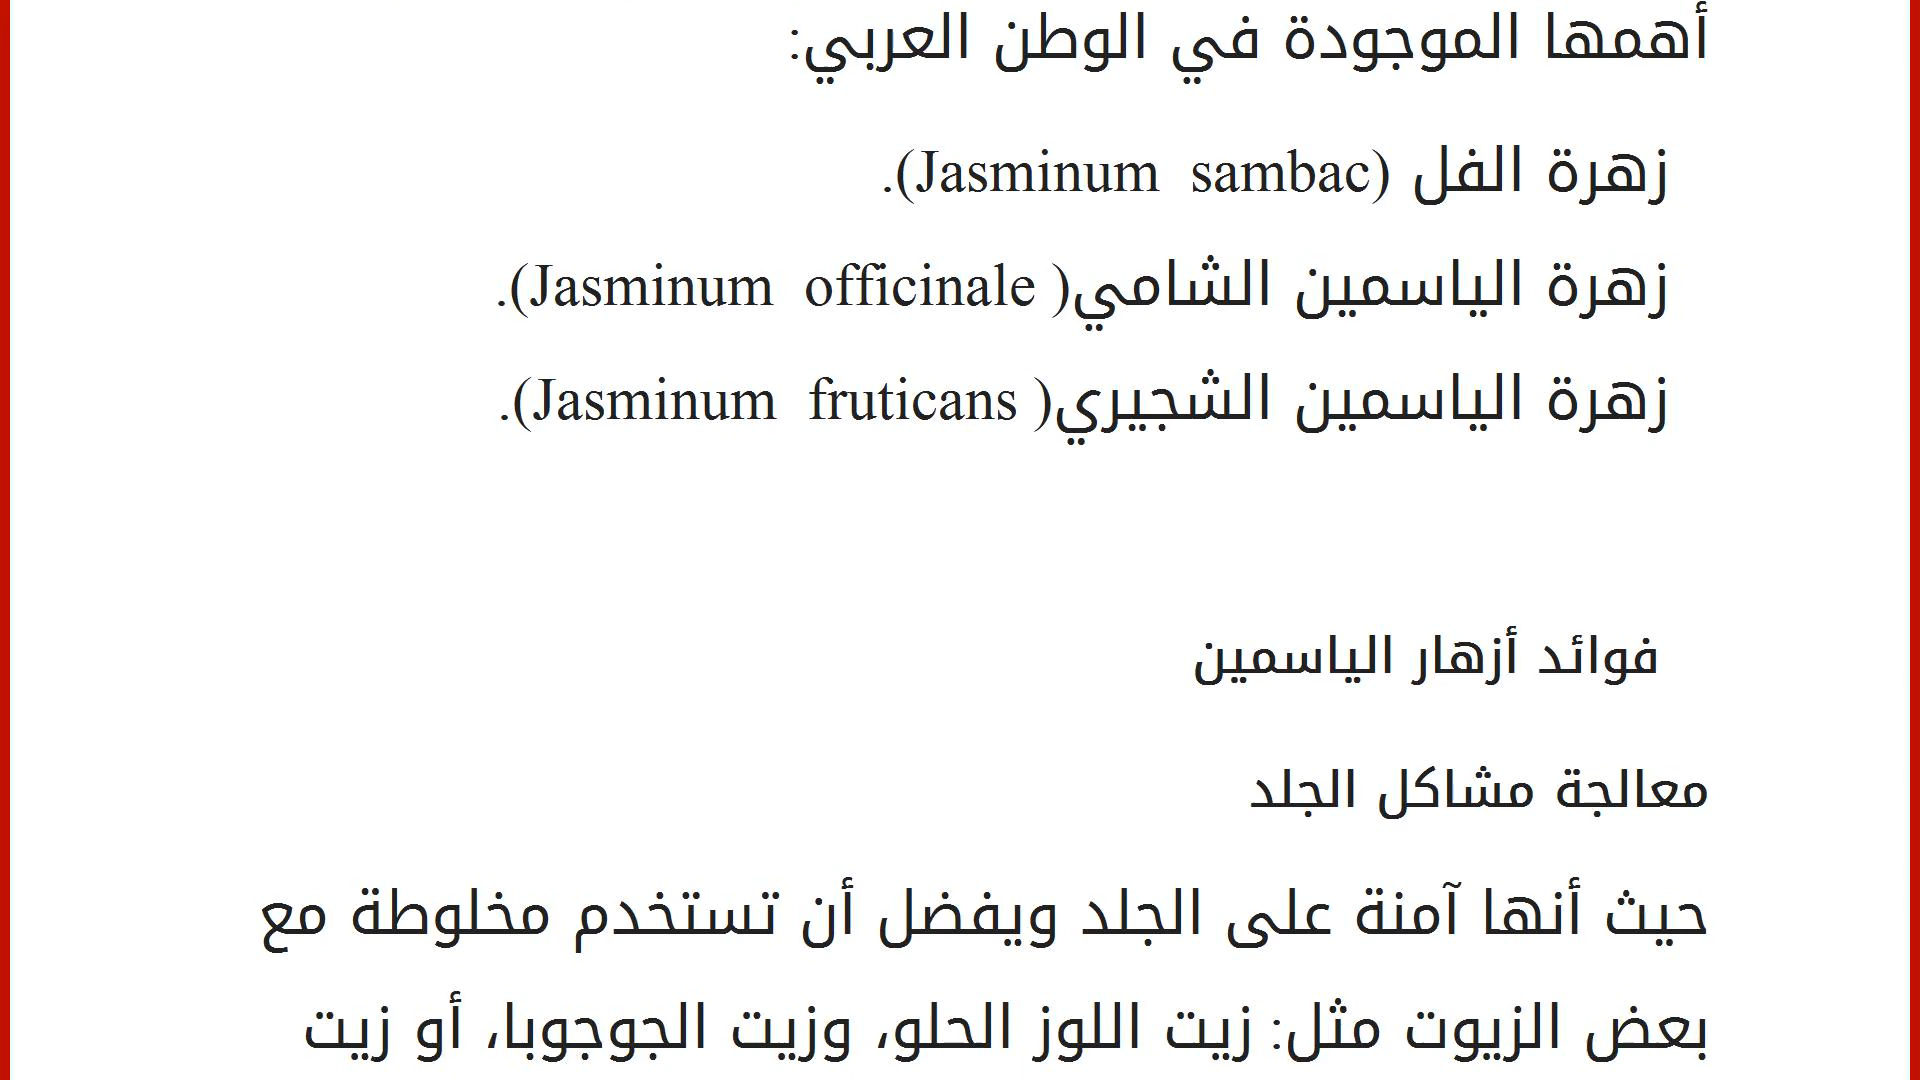 أهمها الموجودة في الوطن العربي:
زهرة الفل (Jasminum sambac).
زهرة الياسمين الشامي( Jasminum officinale).
زهرة الياسمين الشجيري( Jasminum fruticans).
فوائد أزهار الياسمين
معالجة مشاكل الجلد
حيث أنها آمنة على الجلد ويفضل أن تستخدم مخلوطة مع
بعض الزيوت مثل: زيت اللوز الحلو، وزيت الجوجوبا، أو زيت